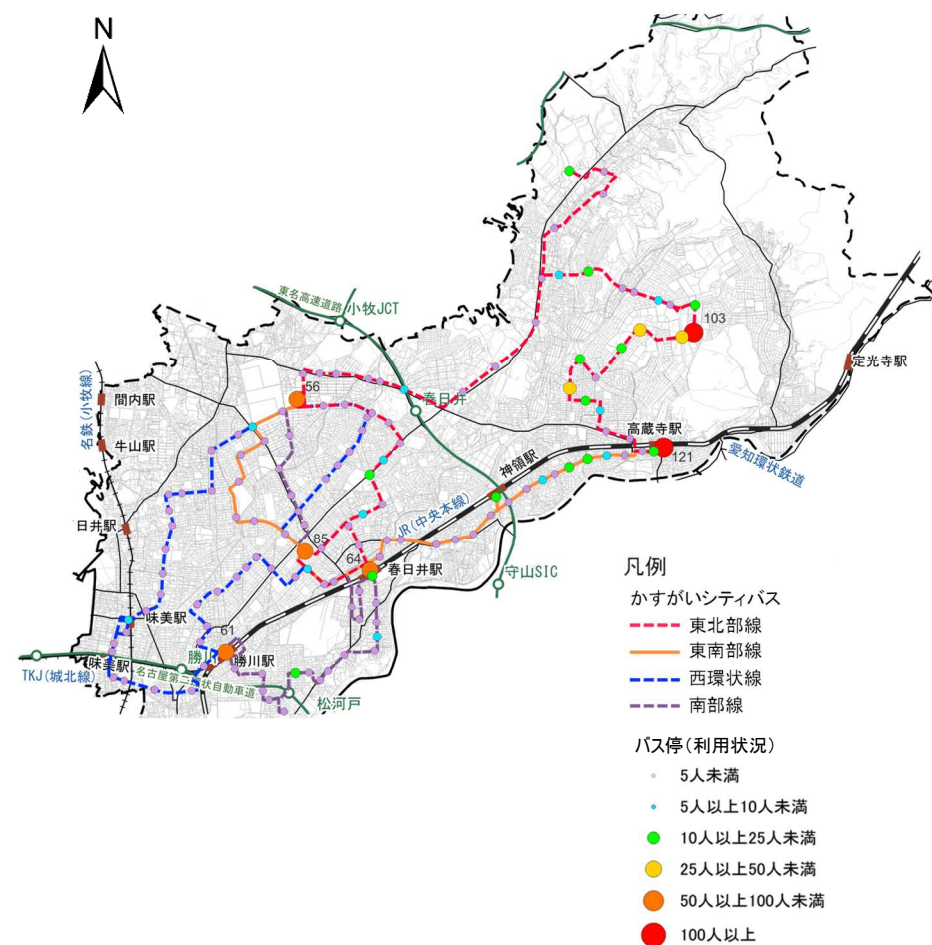 N
東名高速道路
小牧JCT
103
定光寺駅
名鉄(小牧線)
間内駅
56
春日井
牛山駅
高蔵寺駅
121
愛知環状鉄道
神領駅
JR(中央本線)
日井駅
85
64
春日井駅
守山SIC
味美駅
61
勝
勝川駅
味美駅
TKJ(城北線)
名古屋第二
状自動車道
松河戸
凡例
かすがいシティバス
東北部線
東南部線
西環状線
南部線
バス停(利用状況)
5人未満
5人以上10人未満
10人以上25人未満
25人以上50人未満
50人以上100人未満
100人以上